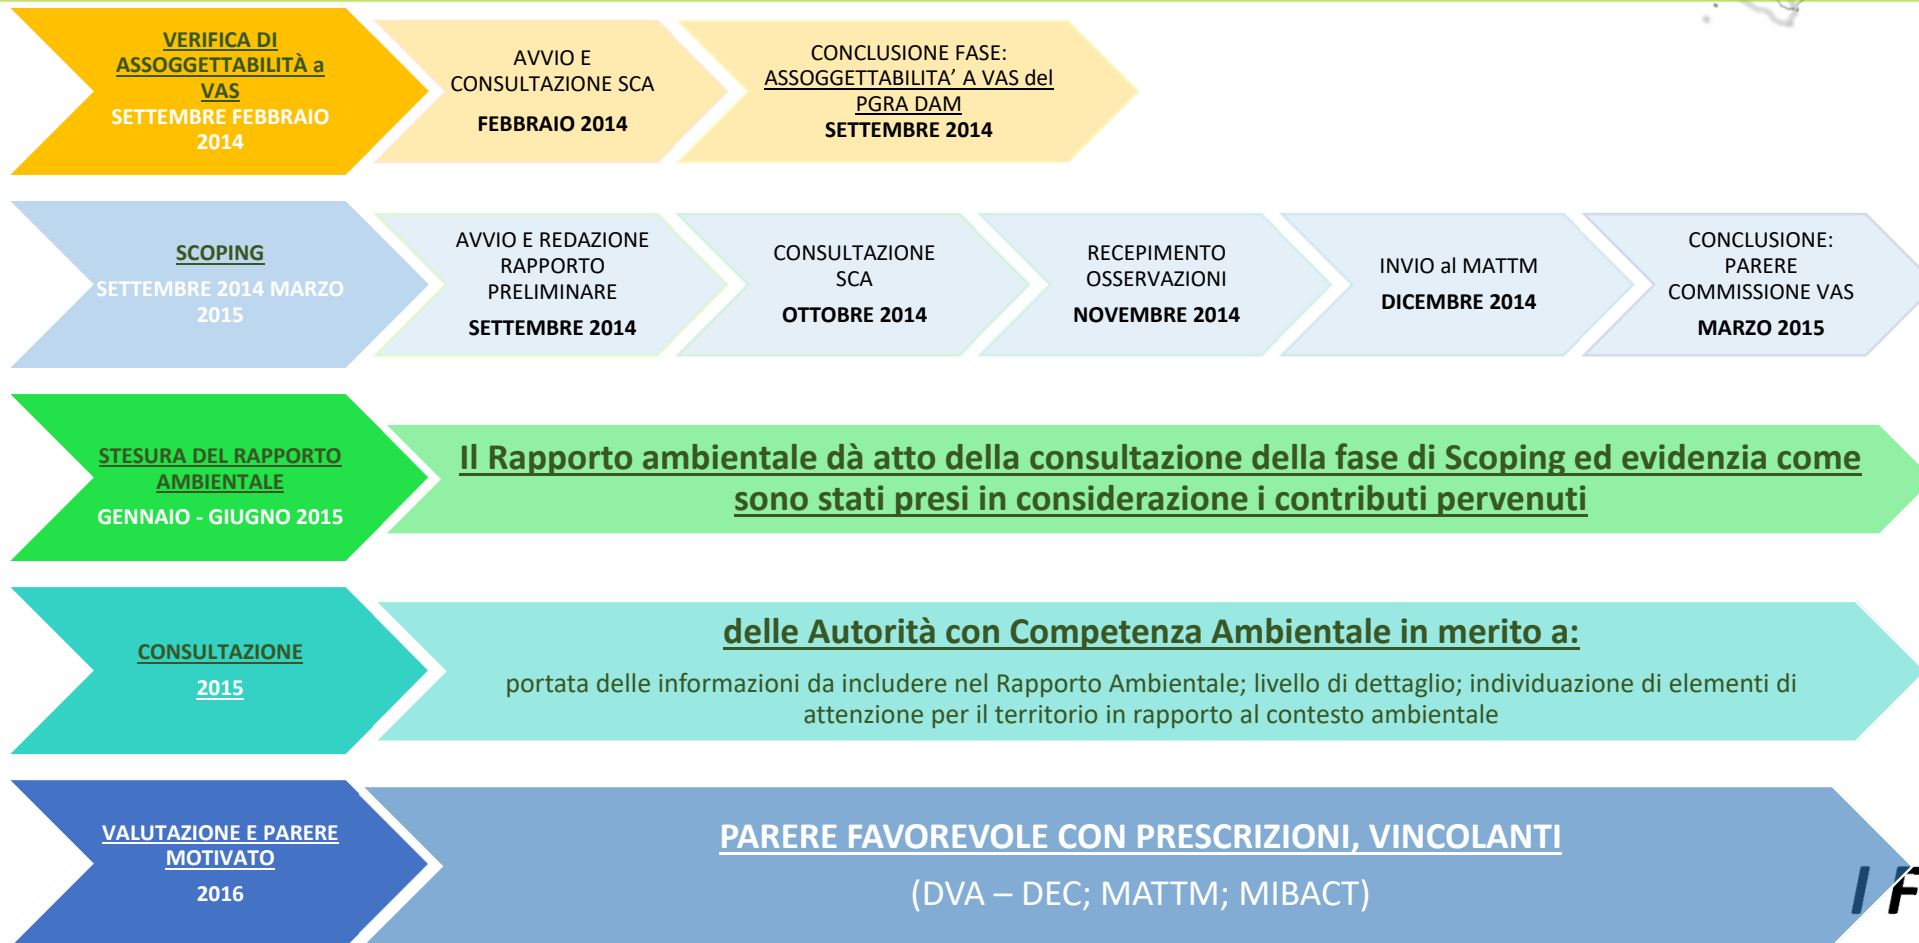 VERIFICA DI
ASSOGGETTABILITÀ a
VAS
SETTEMBRE FEBBRAIO
2014
AVVIO E
CONSULTAZIONE SCA
FEBBRAIO 2014
CONCLUSIONE FASE:
ASSOGGETTABILITA’ A VAS del
PGRA DAM
SETTEMBRE 2014
SCOPING
SETTEMBRE 2014 MARZO
2015
AVVIO E REDAZIONE
RAPPORTO
PRELIMINARE
SETTEMBRE 2014
CONSULTAZIONE
SCA
OTTOBRE 2014
RECEPIMENTO
OSSERVAZIONI
NOVEMBRE 2014
INVIO al MATTM
DICEMBRE 2014
CONCLUSIONE:
PARERE
COMMISSIONE VAS
MARZO 2015
STESURA DEL RAPPORTO
AMBIENTALE
GENNAIO - GIUGNO 2015
Il Rapporto ambientale dà atto della consultazione della fase di Scoping ed evidenzia come
sono stati presi in considerazione i contributi pervenuti
CONSULTAZIONE
2015
delle Autorità con Competenza Ambientale in merito a:
portata delle informazioni da includere nel Rapporto Ambientale; livello di dettaglio; individuazione di elementi di
attenzione per il territorio in rapporto al contesto ambientale
VALUTAZIONE E PARERE
MOTIVATO
2016
PARERE FAVOREVOLE CON PRESCRIZIONI, VINCOLANTI
(DVA – DEC; MATTM; MIBACT)